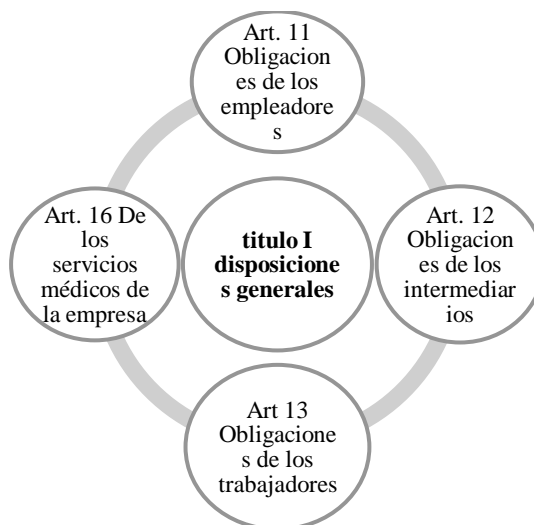 Art. 11
Obligacion
es de los
empleadore
s
Art. 16 De
los
servicios
médicos de
la empresa
titulo I
disposicione
s generales
Art. 12
Obligacion
es de los
intermediar
ios
Art 13
Obligacione
s de los
trabajadores